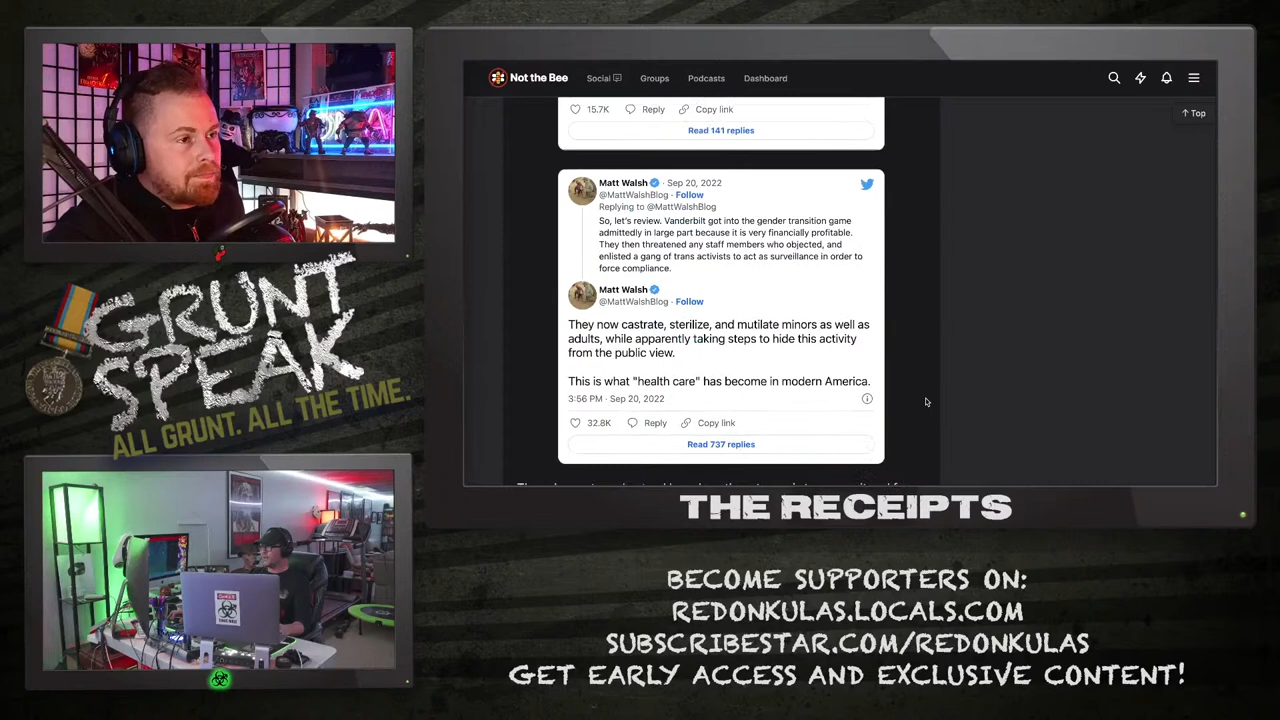 Not the Bee
Social
Groups
Podcasts
Dashboard
Top
15.7K
Reply
Copy link
Read 141 replies
Matt Walsh · Sep 20, 2022
@MattWalshBlog · Follow
Replying to @MattWalshBlog
So, let's review. Vanderbilt got into the gender transition game
admittedly in large part because it is very financially profitable.
They then threatened any staff members who objected, and
enlisted a gang of trans activists to act as surveillance in order to
force compliance.
Matt Walsh
@MattWalshBlog · Follow
They now castrate, sterilize, and mutilate minors as well as
adults, while apparently taking steps to hide this activity
from the public view.
This is what "health care" has become in modern America.
3:56 PM · Sep 20, 2022
32.8K
Reply
Copy link
Read 737 replies
GRUNT
SPEAK
ALL GRUNT. ALL THE TIME.
THE RECEIPTS
BECOME SUPPORTERS ON:
REDONKULAS.LOCALS.COM
SUBSCRIBESTAR.COM/REDONKULAS
GET EARLY ACCESS AND EXCLUSIVE CONTENT!